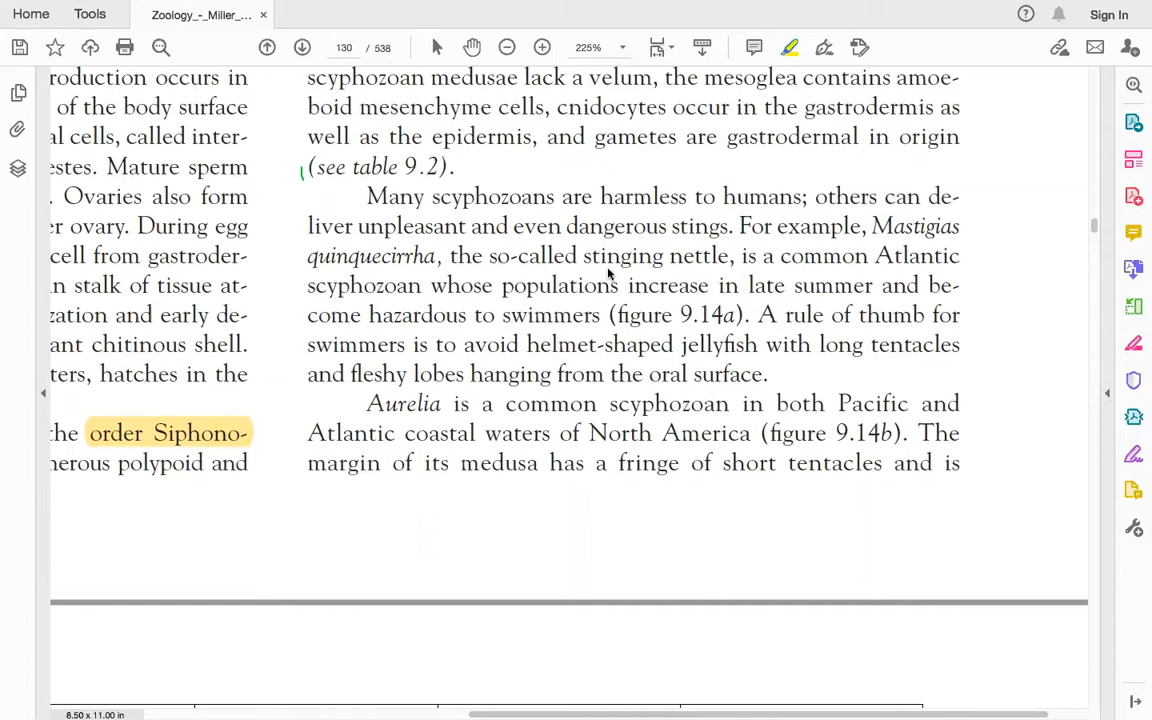 Home Tools Zoology_-_Miller_... × Sign In
130 / 538 225%
roduction occurs in
of the body surface
al cells, called inter-
estes. Mature sperm
. Ovaries also form
er ovary. During egg
cell from gastroder-
n stalk of tissue at-
zation and early de-
ant chitinous shell.
ters, hatches in the
the order Siphono-
nerous polypoid and
scyphozoan medusae lack a velum, the mesoglea contains amoe-
boid mesenchyme cells, cnidocytes occur in the gastrodermis as
well as the epidermis, and gametes are gastrodermal in origin
(see table 9.2).
Many scyphozoans are harmless to humans; others can de-
liver unpleasant and even dangerous stings. For example, Mastigias
quinquecirrha, the so-called stinging nettle, is a common Atlantic
scyphozoan whose populations increase in late summer and be-
come hazardous to swimmers (figure 9.14a). A rule of thumb for
swimmers is to avoid helmet-shaped jellyfish with long tentacles
and fleshy lobes hanging from the oral surface.
Aurelia is a common scyphozoan in both Pacific and
Atlantic coastal waters of North America (figure 9.14b). The
margin of its medusa has a fringe of short tentacles and is
8.50 x 11.00 in